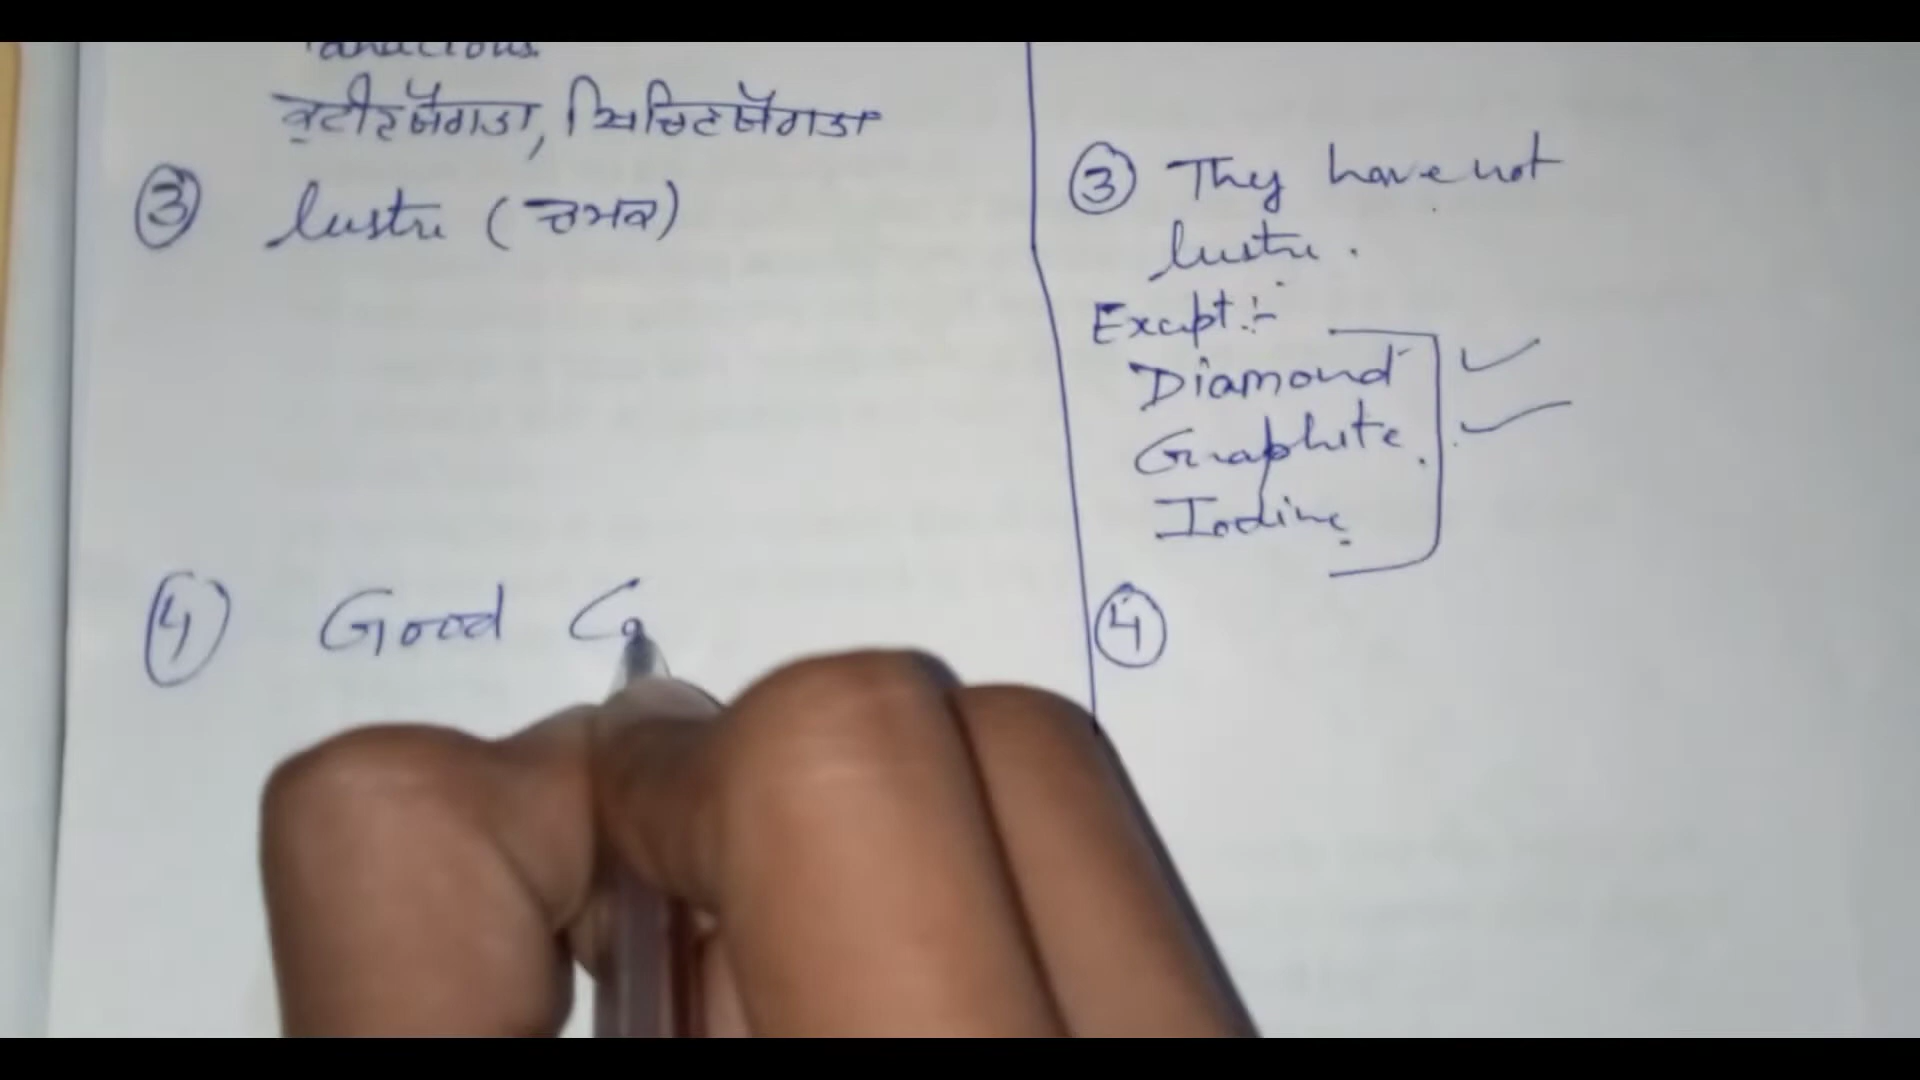 ਕੁਟੀਣਯੋਗਤਾ, ਖਿਚਿਣਯੋਗਤਾ
③ lustre (ਚਮਕ)
④ Good Co
③ They have not
lustre.
Except:-
Diamond
Graphite.
Iodine
④